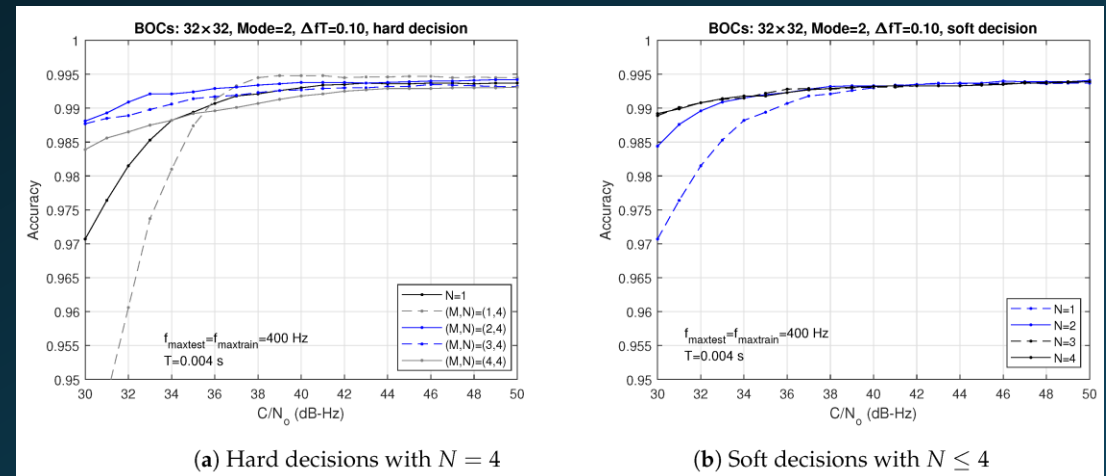 BOCs: 32×32, Mode=2, ΔfT=0.10, hard decision
1
0.995
0.99
0.985
0.98
0.975
0.97
0.965
0.96
0.955
0.95
Accuracy
30 32 34 36 38 40 42 44 46 48 50
C/N_o (dB-Hz)
f_maxtest=f_maxtrain=400 Hz
T=0.004 s
N=1
(M,N)=(1,4)
(M,N)=(2,4)
(M,N)=(3,4)
(M,N)=(4,4)
(a) Hard decisions with N = 4
BOCs: 32×32, Mode=2, ΔfT=0.10, soft decision
1
0.995
0.99
0.985
0.98
0.975
0.97
0.965
0.96
0.955
0.95
Accuracy
30 32 34 36 38 40 42 44 46 48 50
C/N_o (dB-Hz)
f_maxtest=f_maxtrain=400 Hz
T=0.004 s
N=1
N=2
N=3
N=4
(b) Soft decisions with N ≤ 4